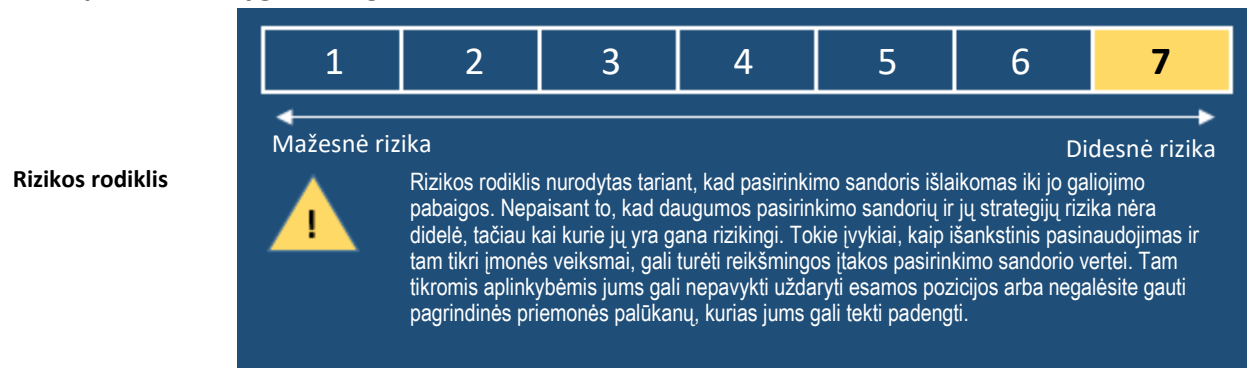 1 2 3 4 5 6 7
Mažesnė rizika
Didesnė rizika
Rizikos rodiklis
!
Rizikos rodiklis nurodytas tariant, kad pasirinkimo sandoris išlaikomas iki jo galiojimo
pabaigos. Nepaisant to, kad daugumos pasirinkimo sandorių ir jų strategijų rizika nėra
didelė, tačiau kai kurie jų yra gana rizikingi. Tokie įvykiai, kaip išankstinis pasinaudojimas ir
tam tikri įmonės veiksmai, gali turėti reikšmingos įtakos pasirinkimo sandorio vertei. Tam
tikromis aplinkybėmis jums gali nepavykti uždaryti esamos pozicijos arba negalėsite gauti
pagrindinės priemonės palūkanų, kurias jums gali tekti padengti.